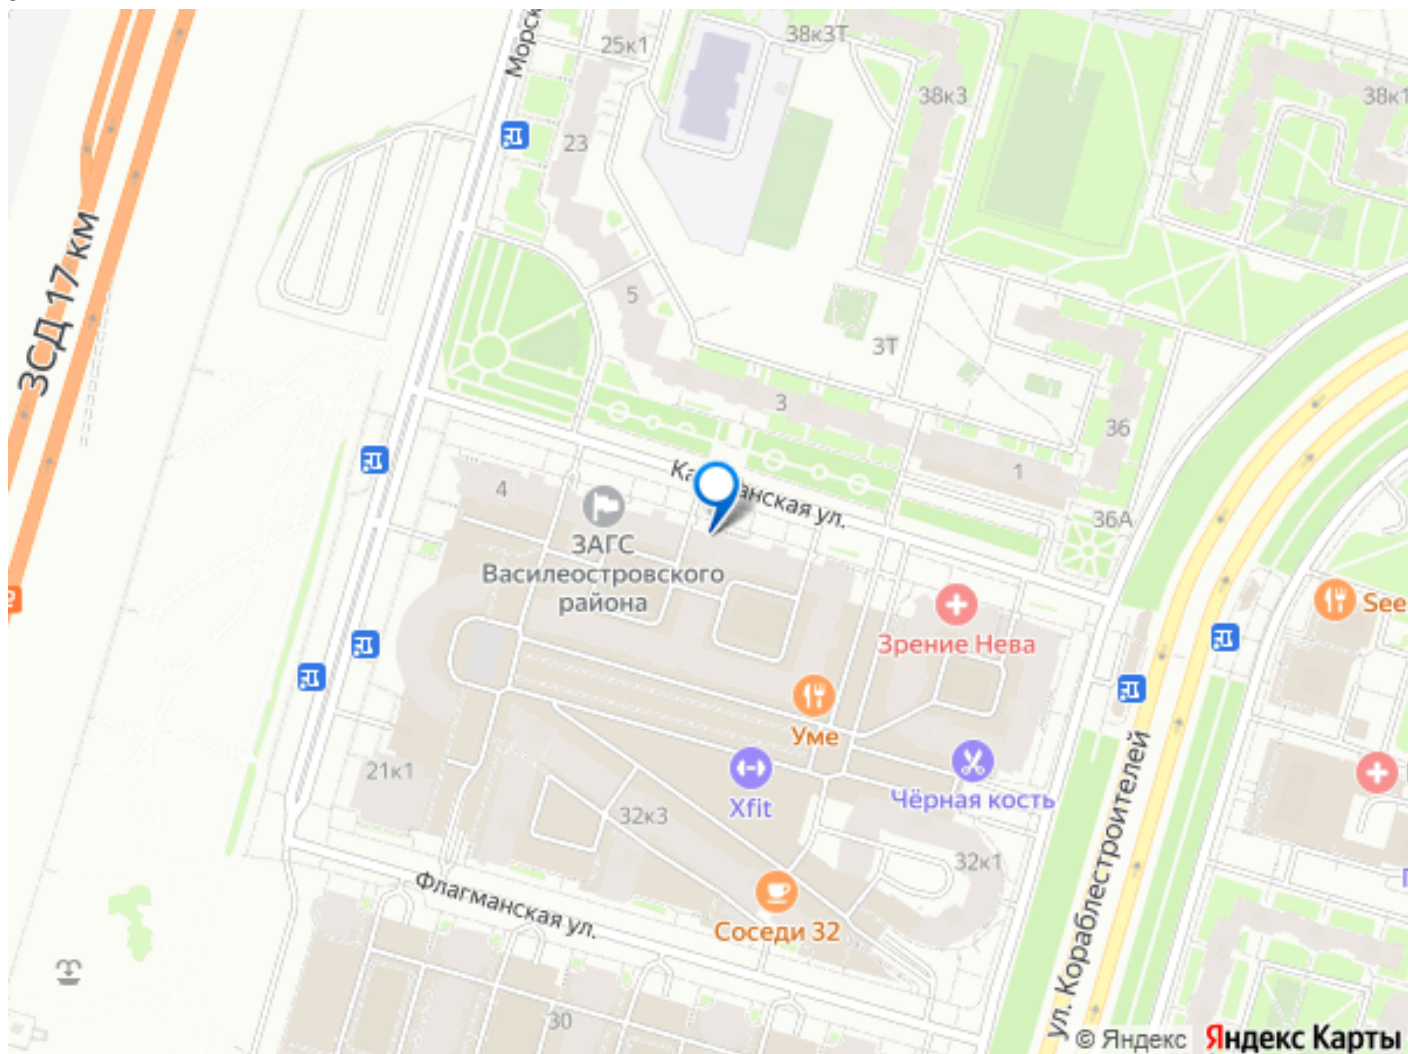 38к3Т
25к1
Морск
38к3
38к1
23
ЗСД 17 км
5
3Т
3
36
1
36А
4
ул.
ЗАГС
Василеостровского
района
See
Зрение Нева
Уме
21к1
Xfit
Чёрная кость
32к3
32к1
ул. Кораблестроителей
Флагманская ул.
Соседи 32
30
© Яндекс Яндекс Карты